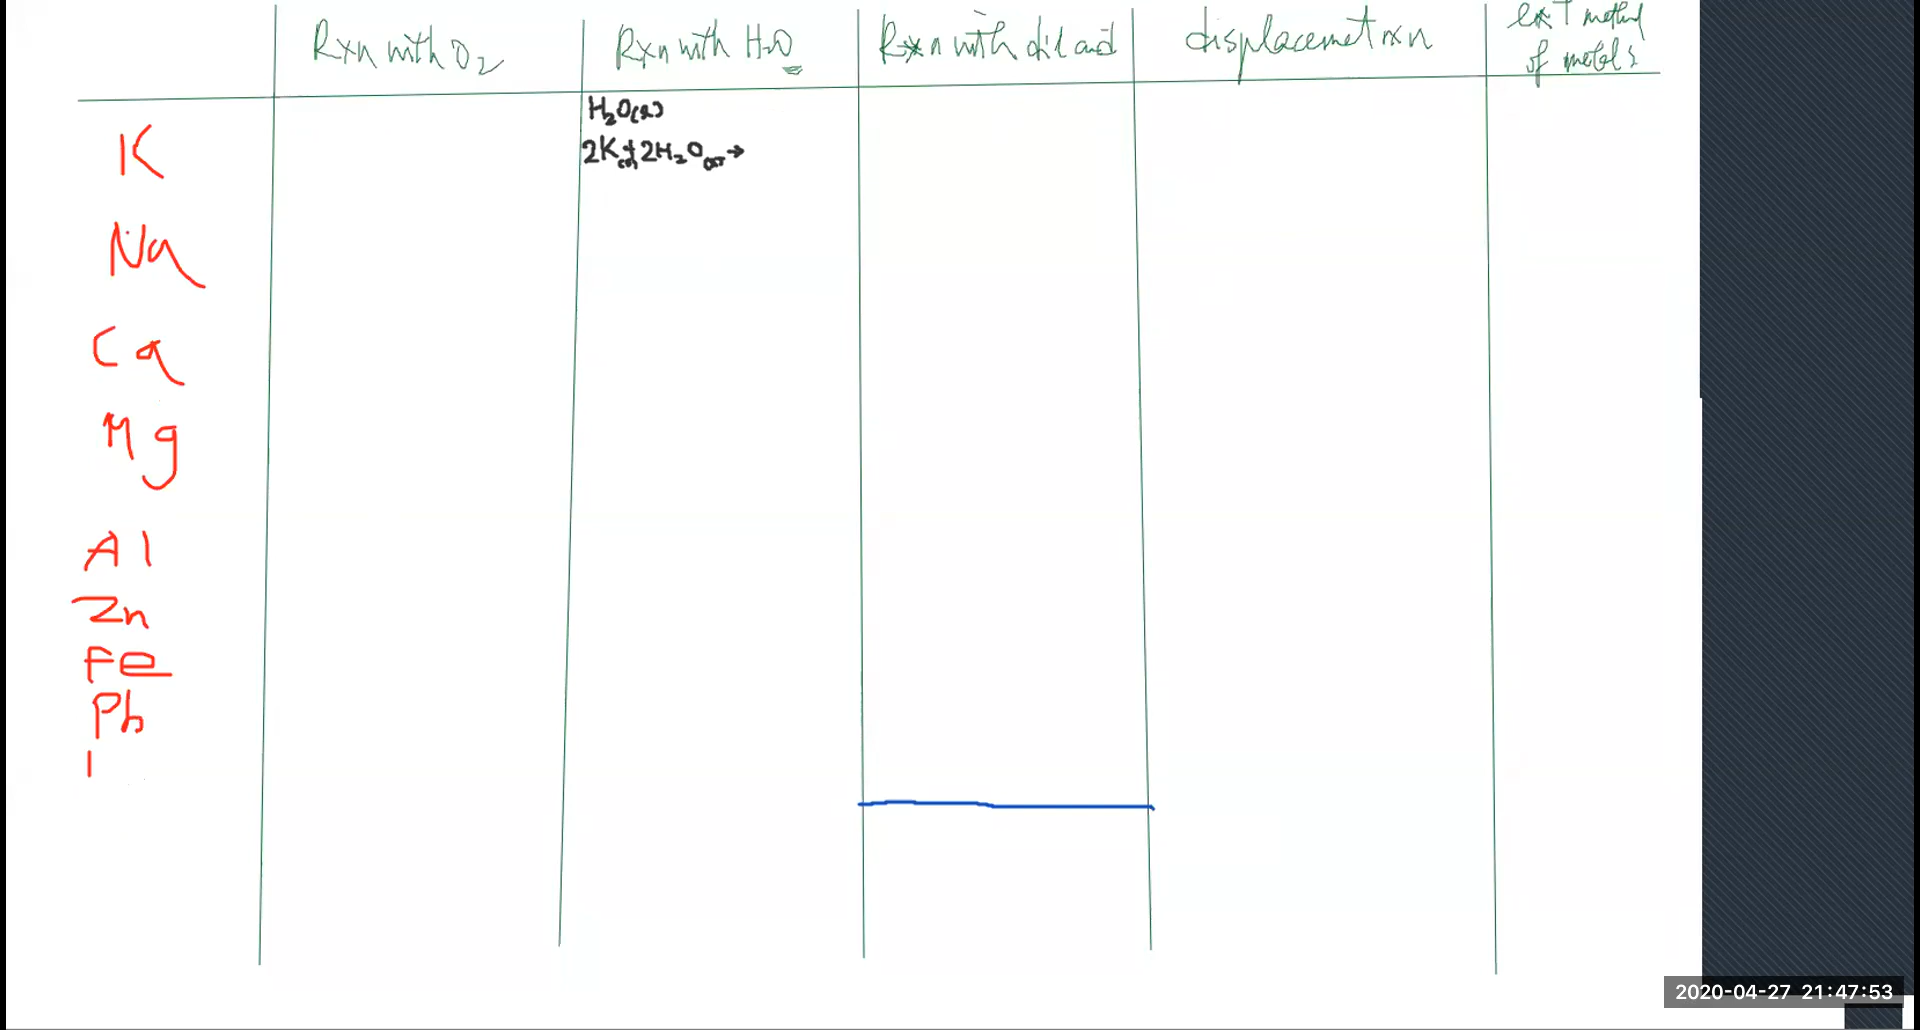 Rxn with O2
Rxn with H2O
Rxn with dil acid
displacemet rxn
ext method
of metals
H2O(l)
K
2K(s)+2H2O(l)→
Na
Ca
Mg
Al
Zn
Fe
Pb
2020-04-27 21:47:53